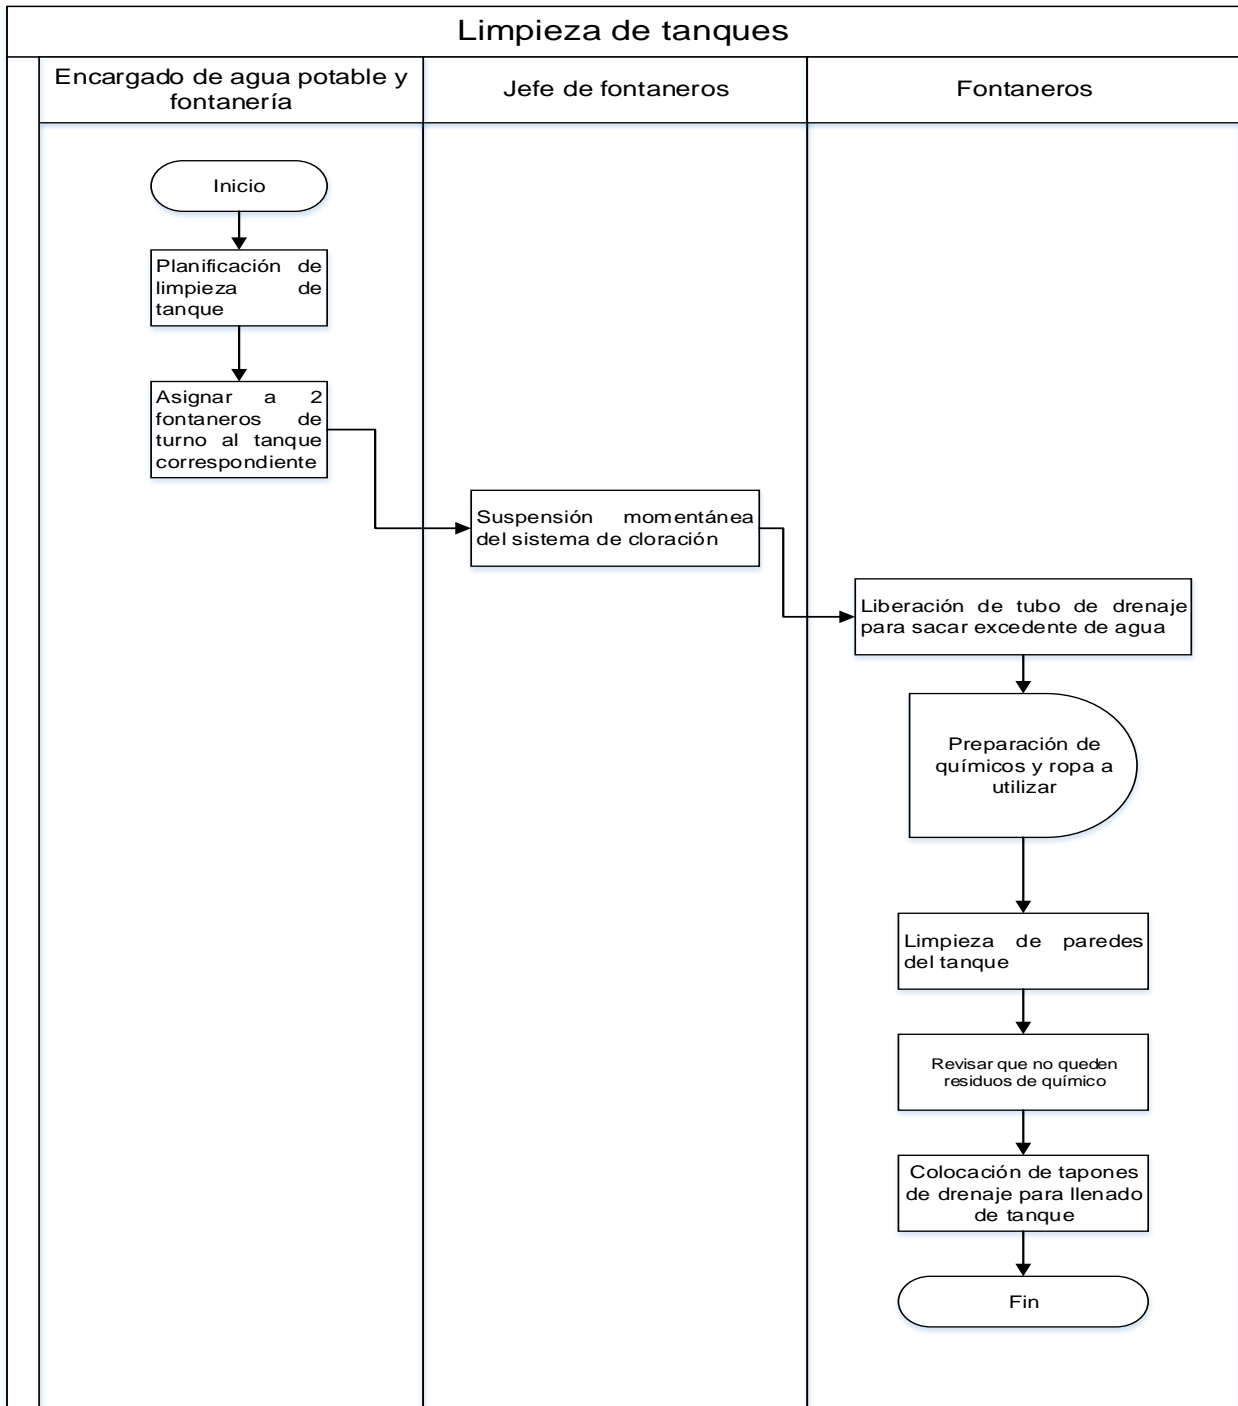 Limpieza de tanques
Encargado de agua potable y
fontanería
Jefe de fontaneros
Fontaneros
Inicio
Planificación de
limpieza de
tanque
Asignar a 2
fontaneros de
turno al tanque
correspondiente
Suspensión momentánea
del sistema de cloración
Liberación de tubo de drenaje
para sacar excedente de agua
Preparación de
químicos y ropa a
utilizar
Limpieza de paredes
del tanque
Revisar que no queden
residuos de químico
Colocación de tapones
de drenaje para llenado
de tanque
Fin